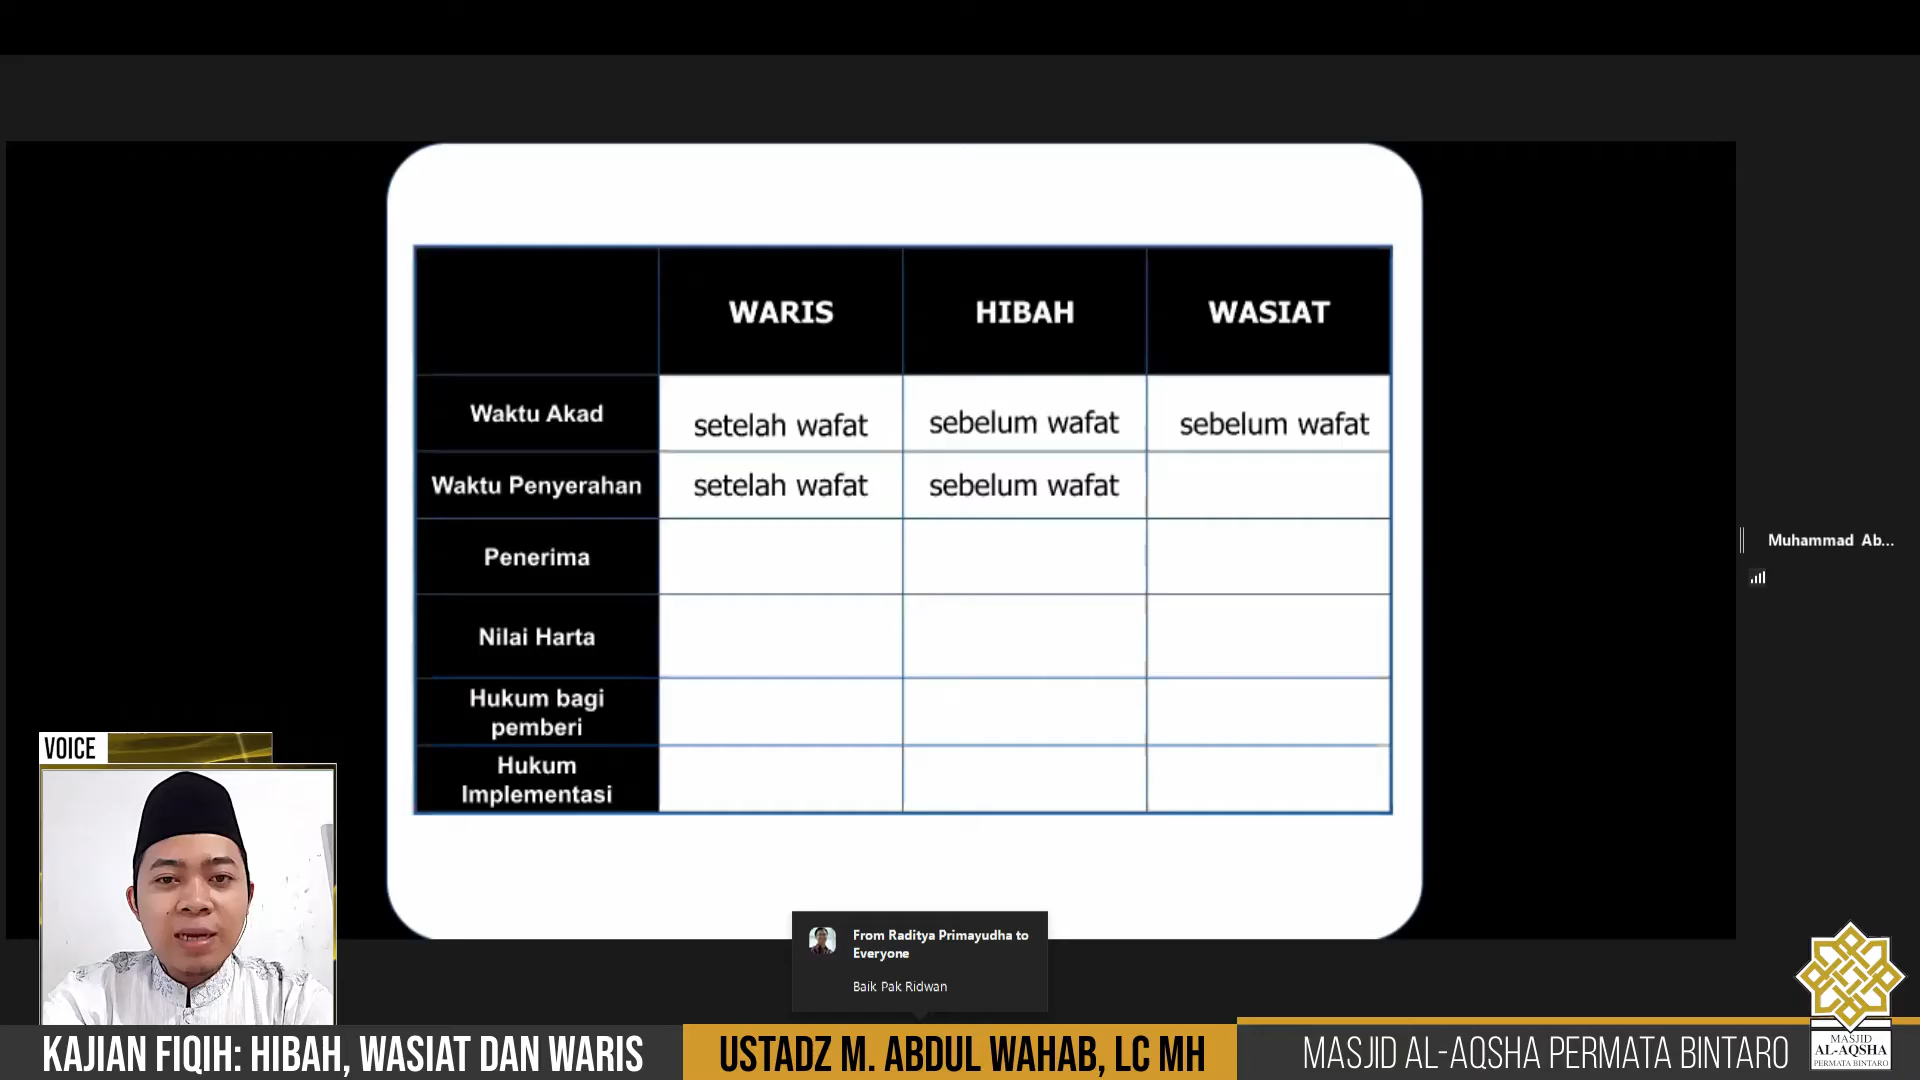 WARIS HIBAH WASIAT
Waktu Akad setelah wafat sebelum wafat sebelum wafat
Waktu Penyerahan setelah wafat sebelum wafat
Penerima
Nilai Harta
Hukum bagi
pemberi
Hukum
Implementasi
Muhammad Ab...
VOICE
From Raditya Primayudha to
Everyone
Baik Pak Ridwan
KAJIAN FIQIH: HIBAH, WASIAT DAN WARIS
USTADZ M. ABDUL WAHAB, LC MH
MASJID AL-AQSHA PERMATA BINTARO
MASJID
AL-AQSHA
PERMATA BINTARO